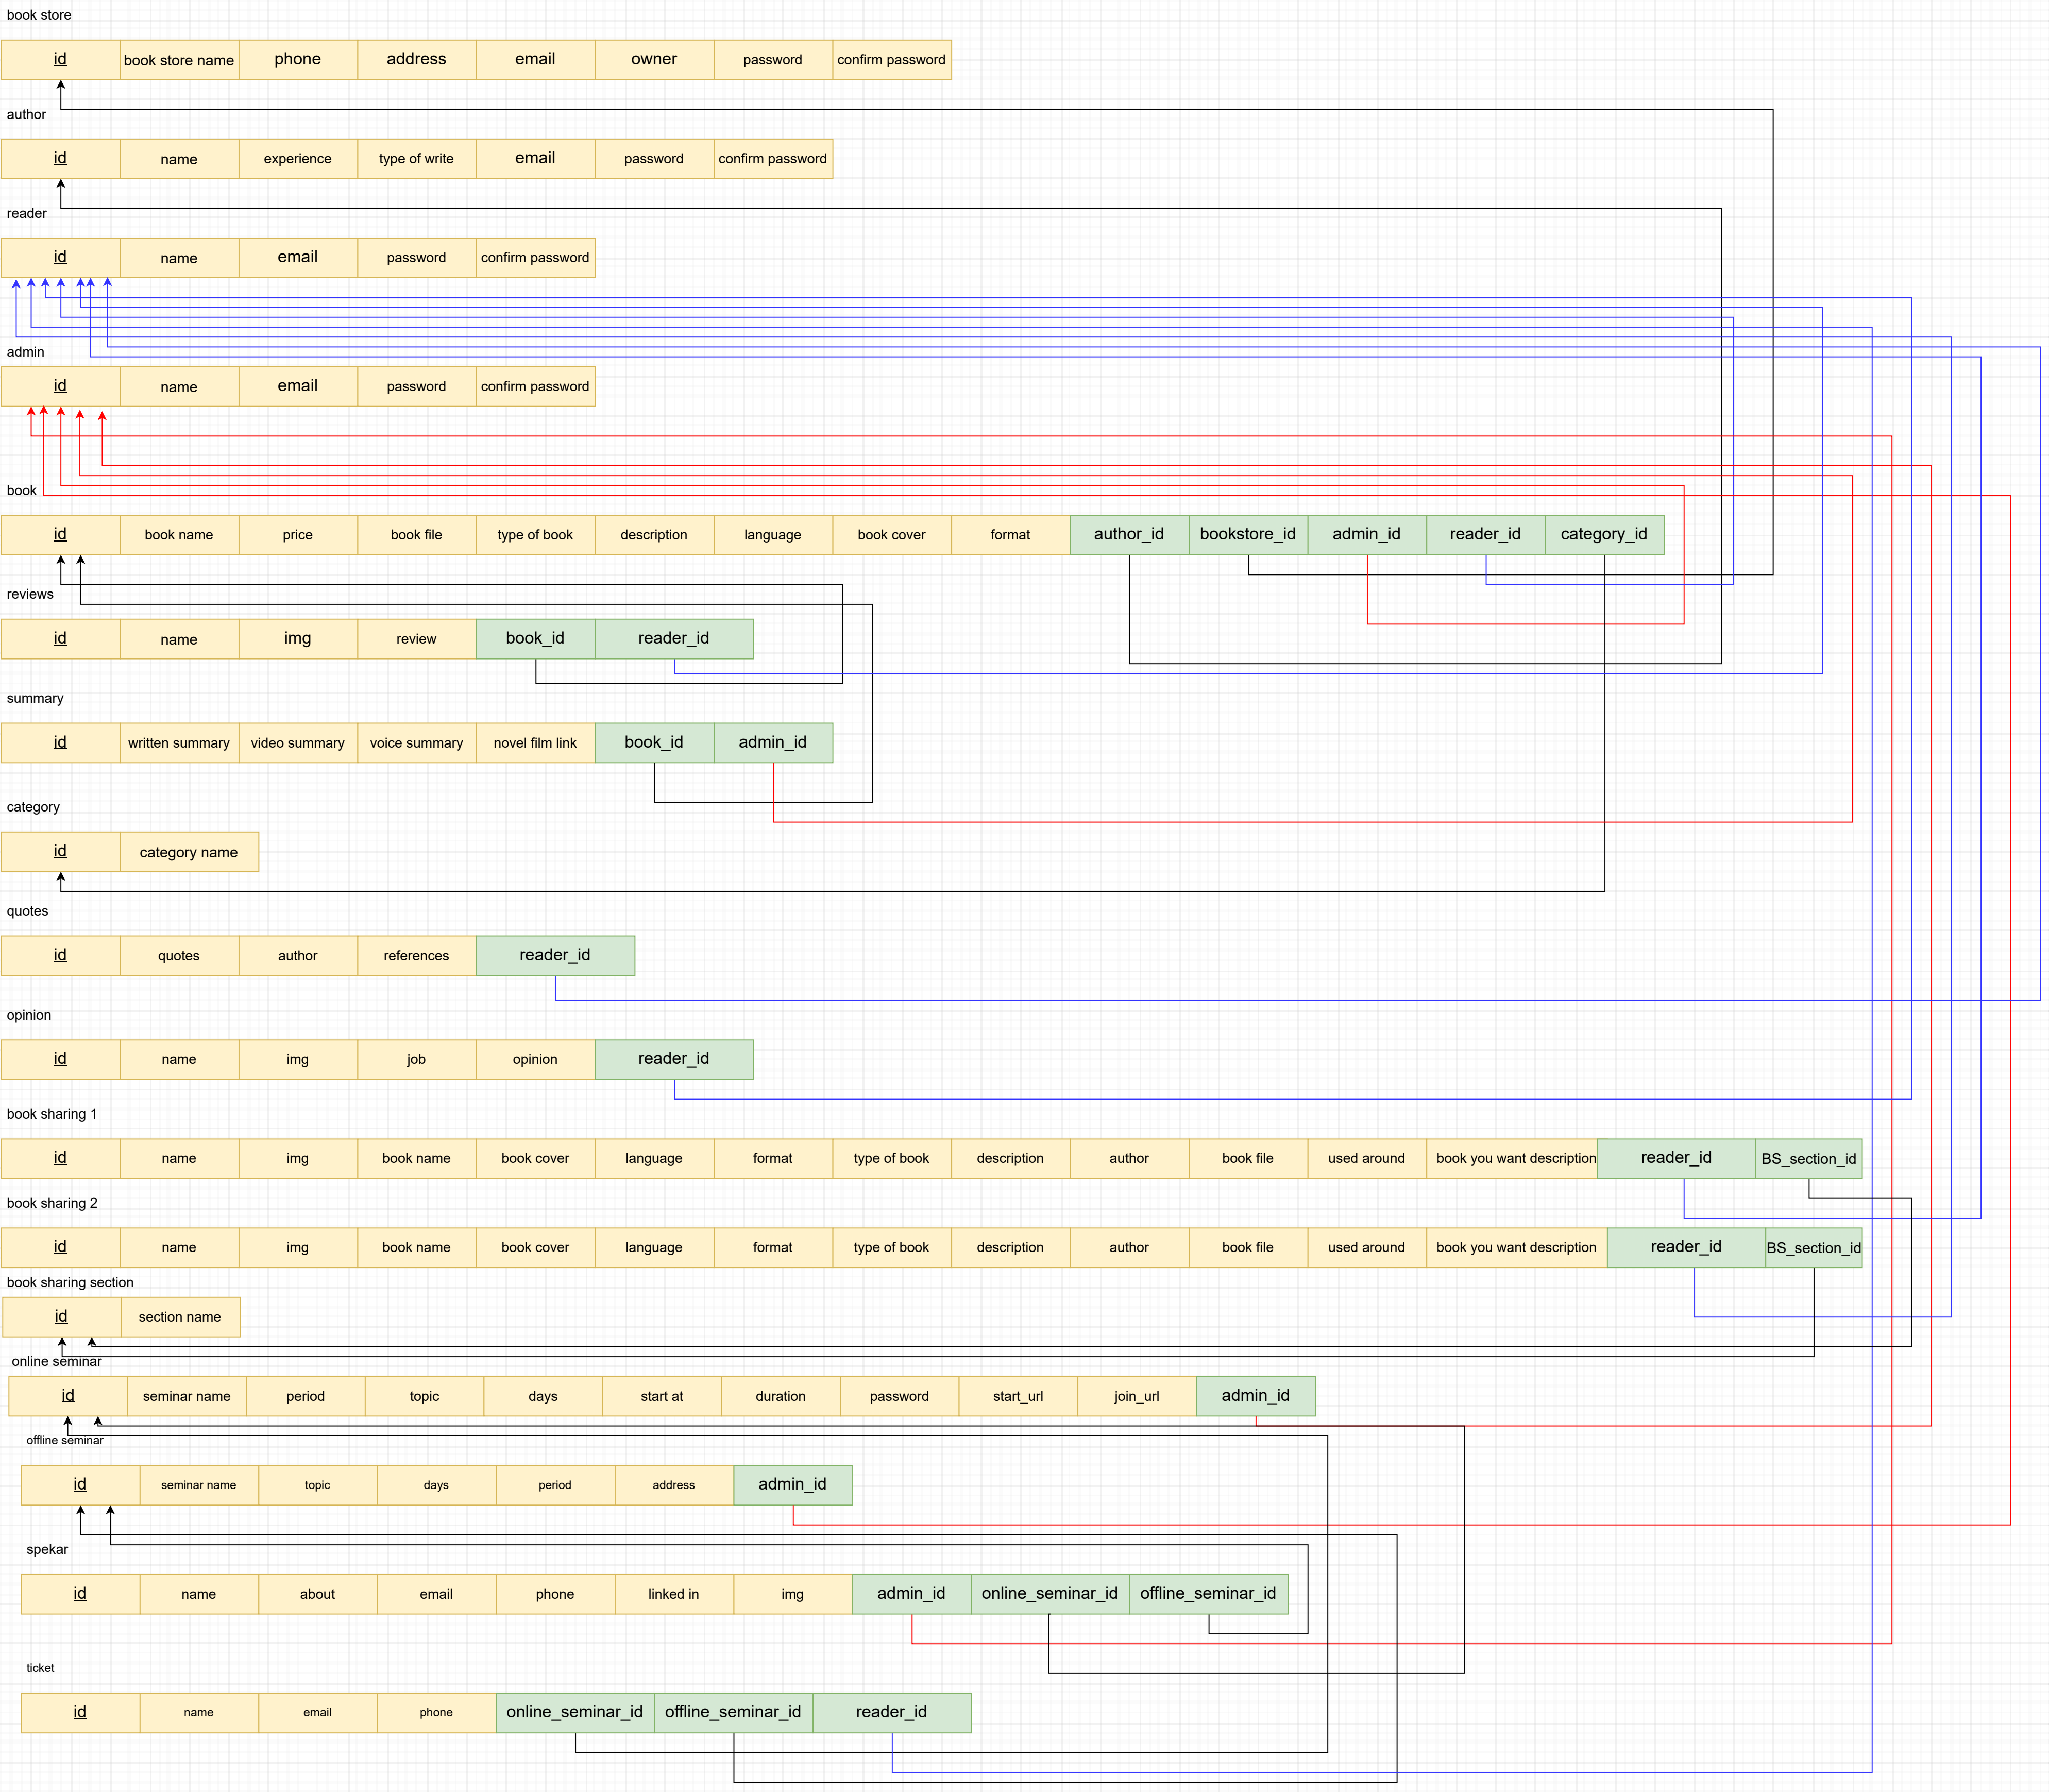 book store
id book store name phone address email owner password confirm password
author
id name experience type of write email password confirm password
reader
id name email password confirm password
admin
id name email password confirm password
book
id book name price book file type of book description language book cover format author_id bookstore_id admin_id reader_id category_id
reviews
id name img review book_id reader_id
summary
id written summary video summary voice summary novel film link book_id admin_id
category
id category name
quotes
id quotes author references reader_id
opinion
id name img job opinion reader_id
book sharing 1
id name img book name book cover language format type of book description author book file used around book you want description reader_id BS_section_id
book sharing 2
id name img book name book cover language format type of book description author book file used around book you want description reader_id BS_section_id
book sharing section
id section name
online seminar
id seminar name period topic days start at duration password start_url join_url admin_id
offline seminar
id seminar name topic days period address admin_id
spekar
id name about email phone linked in img admin_id online_seminar_id offline_seminar_id
ticket
id name email phone online_seminar_id offline_seminar_id reader_id